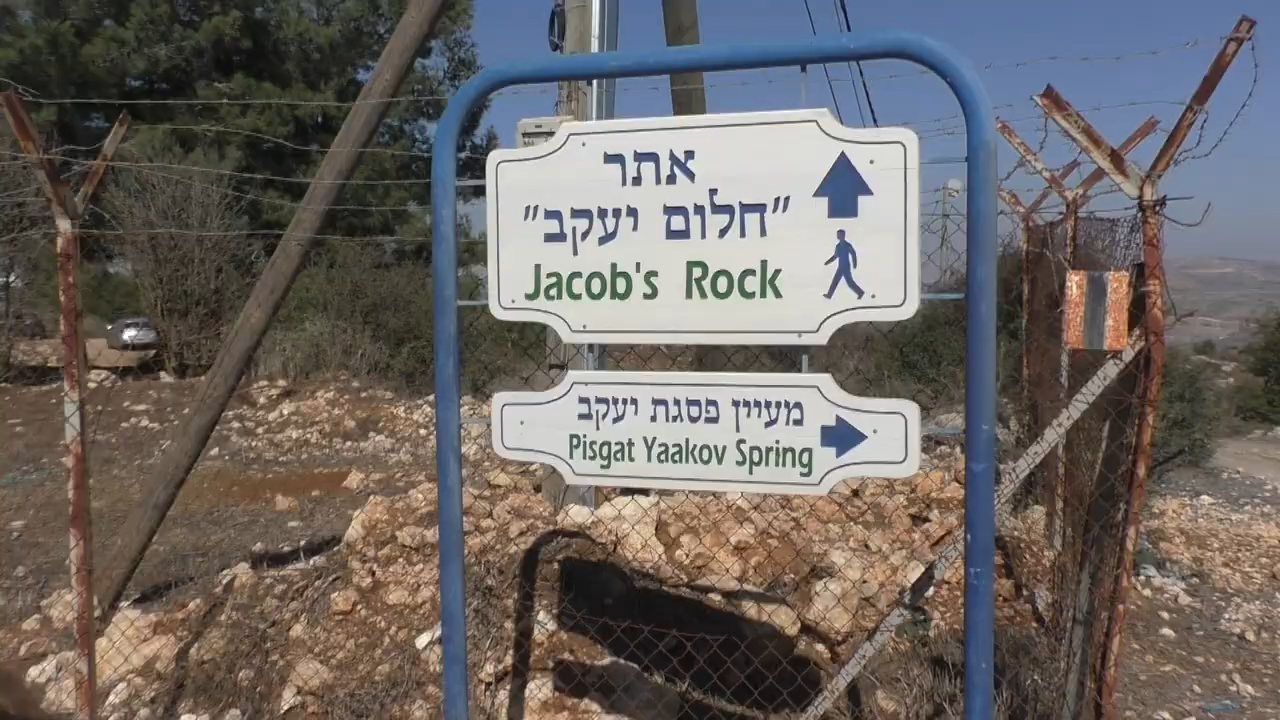 אתר
"חלום יעקב"
Jacob's Rock
מעיין פסגת יעקב
Pisgat Yaakov Spring